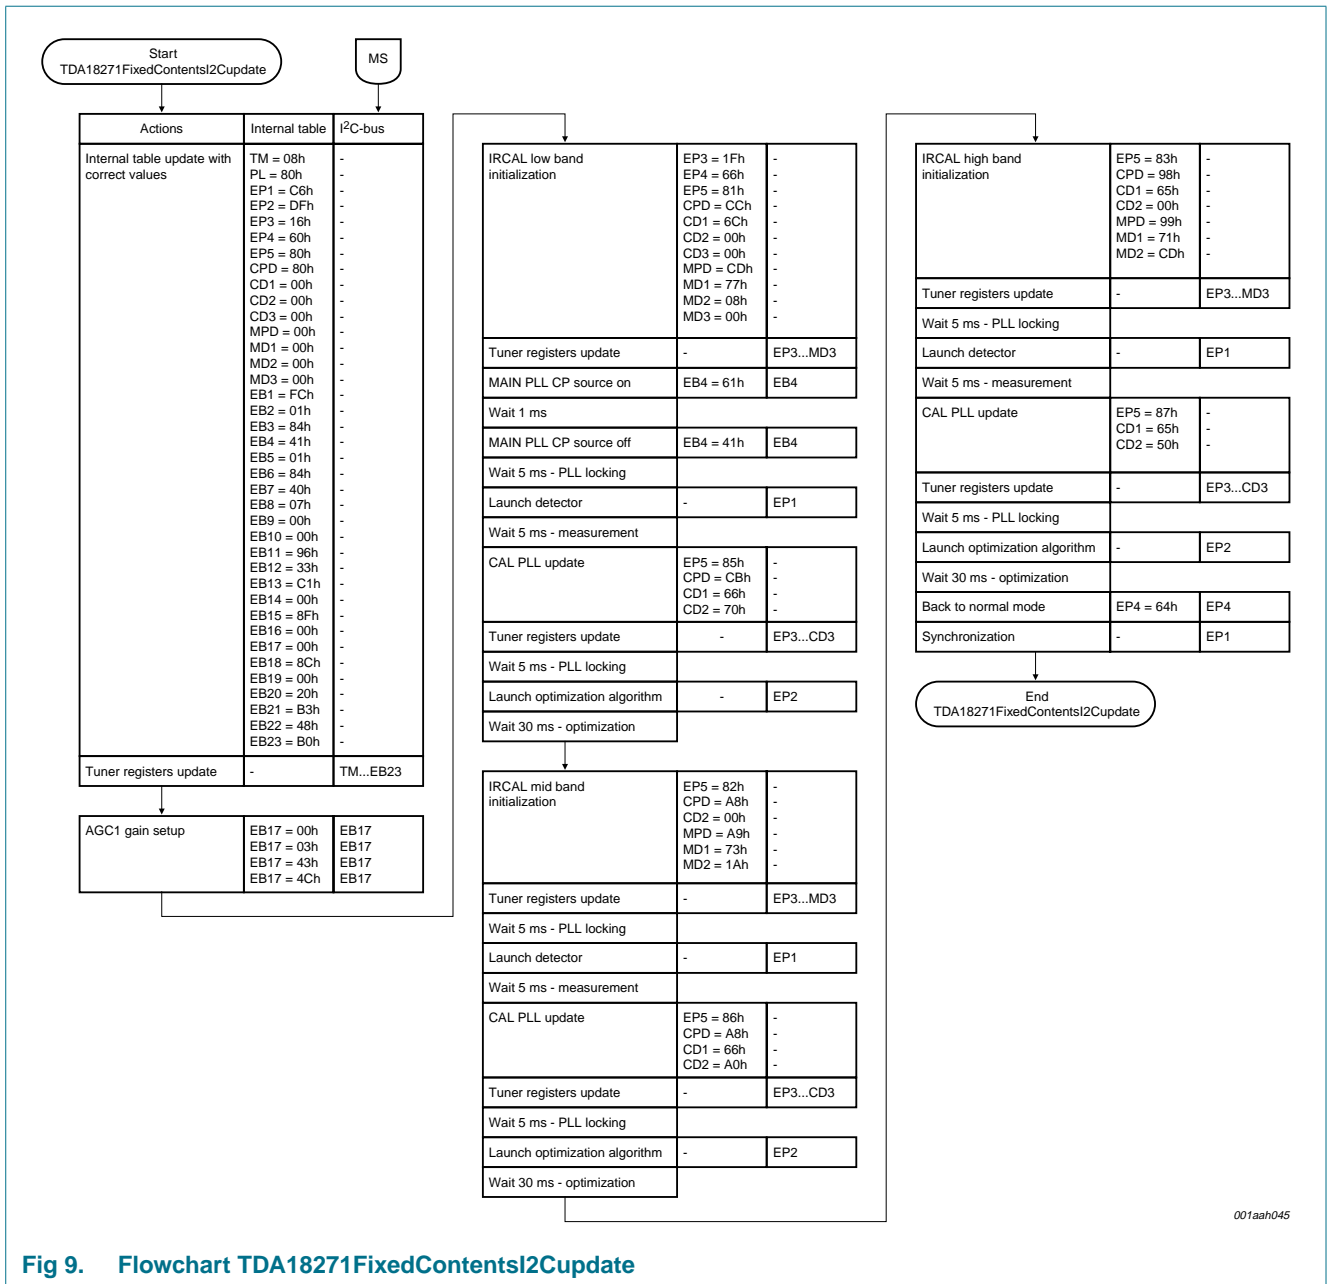 Start
TDA18271FixedContentsI2Cupdate
MS
Actions Internal table I2C-bus
Internal table update with TM = 08h -
correct values PL = 80h -
EP1 = C6h -
EP2 = DFh -
EP3 = 16h -
EP4 = 60h -
EP5 = 80h -
CPD = 80h -
CD1 = 00h -
CD2 = 00h -
CD3 = 00h -
MPD = 00h -
MD1 = 00h -
MD2 = 00h -
MD3 = 00h -
EB1 = FCh -
EB2 = 01h -
EB3 = 84h -
EB4 = 41h -
EB5 = 01h -
EB6 = 84h -
EB7 = 40h -
EB8 = 07h -
EB9 = 00h -
EB10 = 00h -
EB11 = 96h -
EB12 = 33h -
EB13 = C1h -
EB14 = 00h -
EB15 = 8Fh -
EB16 = 00h -
EB17 = 00h -
EB18 = 8Ch -
EB19 = 00h -
EB20 = 20h -
EB21 = B3h -
EB22 = 48h -
EB23 = B0h -
Tuner registers update - TM...EB23
AGC1 gain setup EB17 = 00h EB17
EB17 = 03h EB17
EB17 = 43h EB17
EB17 = 4Ch EB17
IRCAL low band EP3 = 1Fh -
initialization EP4 = 66h -
EP5 = 81h -
CPD = CCh -
CD1 = 6Ch -
CD2 = 00h -
CD3 = 00h -
MPD = CDh -
MD1 = 77h -
MD2 = 08h -
MD3 = 00h -
Tuner registers update - EP3...MD3
MAIN PLL CP source on EB4 = 61h EB4
Wait 1 ms
MAIN PLL CP source off EB4 = 41h EB4
Wait 5 ms - PLL locking
Launch detector - EP1
Wait 5 ms - measurement
CAL PLL update EP5 = 85h -
CPD = CBh -
CD1 = 66h -
CD2 = 70h -
Tuner registers update - EP3...CD3
Wait 5 ms - PLL locking
Launch optimization algorithm - EP2
Wait 30 ms - optimization
IRCAL mid band EP5 = 82h -
initialization CPD = A8h -
CD2 = 00h -
MPD = A9h -
MD1 = 73h -
MD2 = 1Ah -
Tuner registers update - EP3...MD3
Wait 5 ms - PLL locking
Launch detector - EP1
Wait 5 ms - measurement
CAL PLL update EP5 = 86h -
CPD = A8h -
CD1 = 66h -
CD2 = A0h -
Tuner registers update - EP3...CD3
Wait 5 ms - PLL locking
Launch optimization algorithm - EP2
Wait 30 ms - optimization
IRCAL high band EP5 = 83h -
initialization CPD = 98h -
CD1 = 65h -
CD2 = 00h -
MPD = 99h -
MD1 = 71h -
MD2 = CDh -
Tuner registers update - EP3...MD3
Wait 5 ms - PLL locking
Launch detector - EP1
Wait 5 ms - measurement
CAL PLL update EP5 = 87h -
CD1 = 65h -
CD2 = 50h -
Tuner registers update - EP3...CD3
Wait 5 ms - PLL locking
Launch optimization algorithm - EP2
Wait 30 ms - optimization
Back to normal mode EP4 = 64h EP4
Synchronization - EP1
End
TDA18271FixedContentsI2Cupdate
001aah045
Fig 9. Flowchart TDA18271FixedContentsI2Cupdate